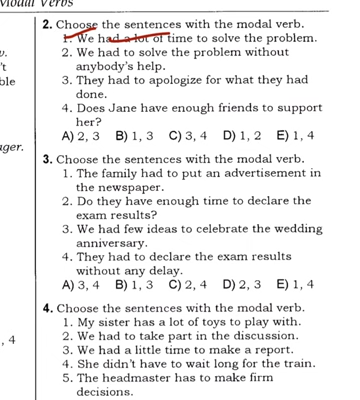 Modal Verbs
2. Choose the sentences with the modal verb.
1. We had a lot of time to solve the problem.
2. We had to solve the problem without
anybody's help.
3. They had to apologize for what they had
done.
4. Does Jane have enough friends to support
her?
A) 2, 3 B) 1, 3 C) 3, 4 D) 1, 2 E) 1, 4
3. Choose the sentences with the modal verb.
1. The family had to put an advertisement in
the newspaper.
2. Do they have enough time to declare the
exam results?
3. We had few ideas to celebrate the wedding
anniversary.
4. They had to declare the exam results
without any delay.
A) 3, 4 B) 1, 3 C) 2, 4 D) 2, 3 E) 1, 4
4. Choose the sentences with the modal verb.
1. My sister has a lot of toys to play with.
2. We had to take part in the discussion.
3. We had a little time to make a report.
4. She didn't have to wait long for the train.
5. The headmaster has to make firm
decisions.
v.
't
ble
ager.
, 4